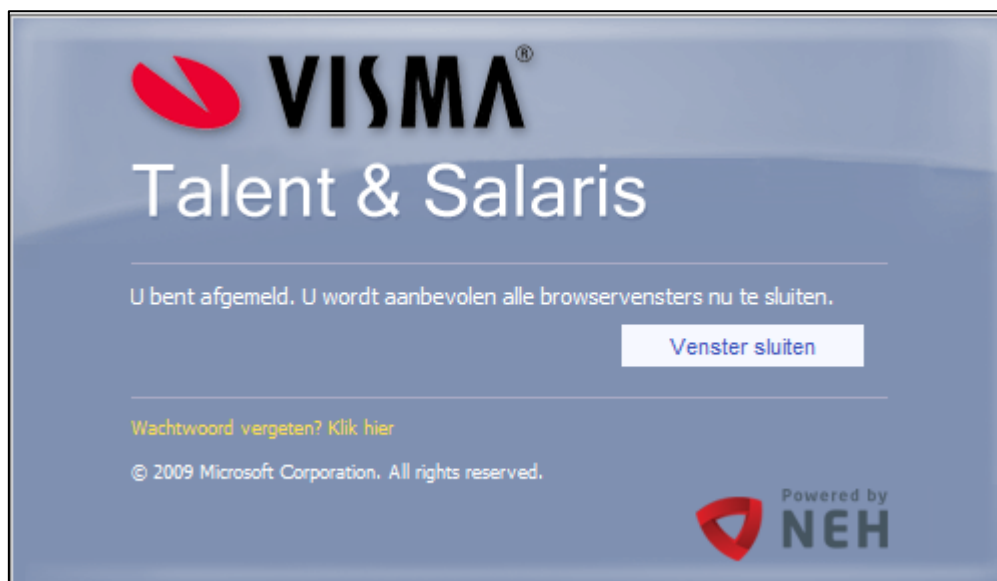 VISMA®
Talent & Salaris
U bent afgemeld. U wordt aanbevolen alle browservensters nu te sluiten.
Venster sluiten
Wachtwoord vergeten? Klik hier
© 2009 Microsoft Corporation. All rights reserved.
Powered by
NEH